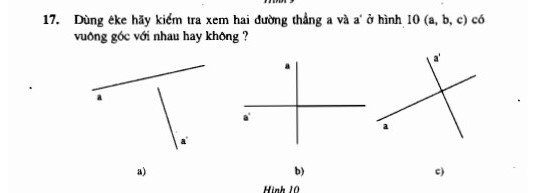 17. Dùng êke hãy kiểm tra xem hai đường thẳng a và a' ở hình 10 (a, b, c) có
vuông góc với nhau hay không ?
a
a'
a)
a
a'
b)
a'
a
c)
Hình 10